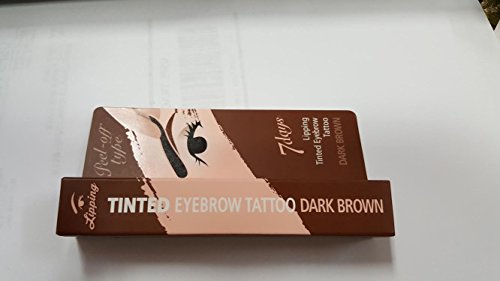 Peel-off
type
7days
Lipping
Tinted Eyebrow
Tattoo
DARK BROWN
Lipping
TINTED EYEBROW TATTOO DARK BROWN